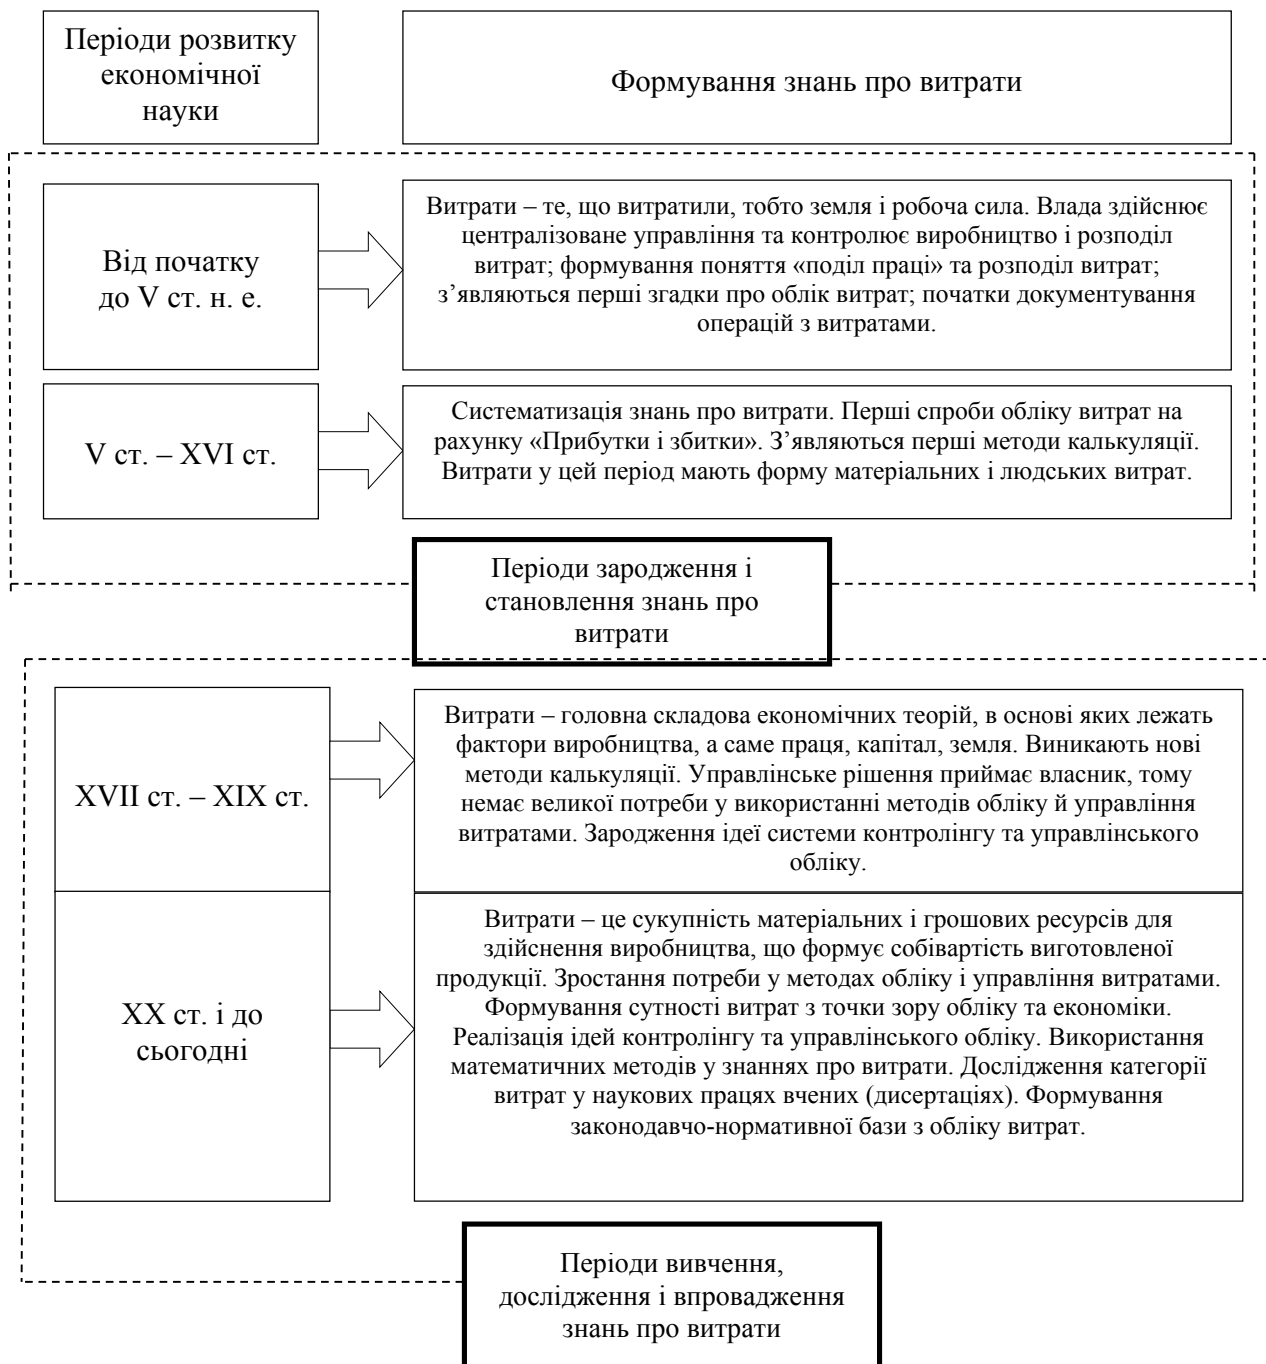 Періоди розвитку
економічної
науки
Формування знань про витрати
Від початку
до V ст. н. е.
Витрати – те, що витратили, тобто земля і робоча сила. Влада здійснює
централізоване управління та контролює виробництво і розподіл
витрат; формування поняття «поділ праці» та розподіл витрат;
з’являються перші згадки про облік витрат; початки документування
операцій з витратами.
V ст. – XVI ст.
Систематизація знань про витрати. Перші спроби обліку витрат на
рахунку «Прибутки і збитки». З’являються перші методи калькуляції.
Витрати у цей період мають форму матеріальних і людських витрат.
Періоди зародження і
становлення знань про
витрати
XVII ст. – XIX ст.
Витрати – головна складова економічних теорій, в основі яких лежать
фактори виробництва, а саме праця, капітал, земля. Виникають нові
методи калькуляції. Управлінське рішення приймає власник, тому
немає великої потреби у використанні методів обліку й управління
витратами. Зародження ідеї системи контролінгу та управлінського
обліку.
XX ст. і до
сьогодні
Витрати – це сукупність матеріальних і грошових ресурсів для
здійснення виробництва, що формує собівартість виготовленої
продукції. Зростання потреби у методах обліку і управління витратами.
Формування сутності витрат з точки зору обліку та економіки.
Реалізація ідей контролінгу та управлінського обліку. Використання
математичних методів у знаннях про витрати. Дослідження категорії
витрат у наукових працях вчених (дисертаціях). Формування
законодавчо-нормативної бази з обліку витрат.
Періоди вивчення,
дослідження і впровадження
знань про витрати